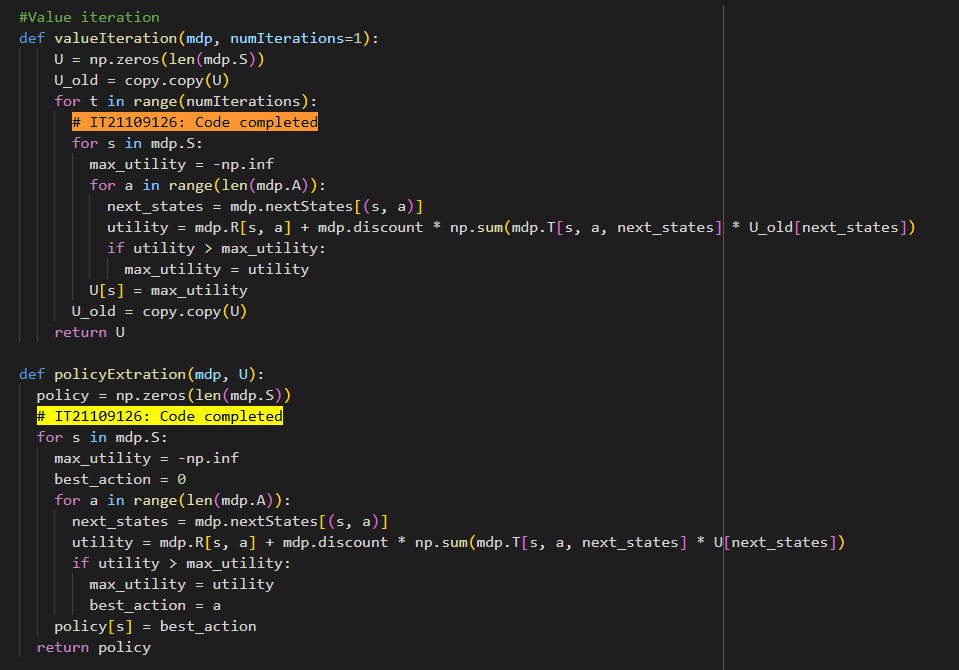 #Value iteration
def valueIteration(mdp, numIterations=1):
    U = np.zeros(len(mdp.S))
    U_old = copy.copy(U)
    for t in range(numIterations):
      # IT21109126: Code completed
      for s in mdp.S:
        max_utility = -np.inf
        for a in range(len(mdp.A)):
          next_states = mdp.nextStates[(s, a)]
          utility = mdp.R[s, a] + mdp.discount * np.sum(mdp.T[s, a, next_states] * U_old[next_states])
          if utility > max_utility:
            max_utility = utility
        U[s] = max_utility
      U_old = copy.copy(U)
    return U

def policyExtration(mdp, U):
  policy = np.zeros(len(mdp.S))
  # IT21109126: Code completed
  for s in mdp.S:
    max_utility = -np.inf
    best_action = 0
    for a in range(len(mdp.A)):
      next_states = mdp.nextStates[(s, a)]
      utility = mdp.R[s, a] + mdp.discount * np.sum(mdp.T[s, a, next_states] * U[next_states])
      if utility > max_utility:
        max_utility = utility
        best_action = a
    policy[s] = best_action
  return policy